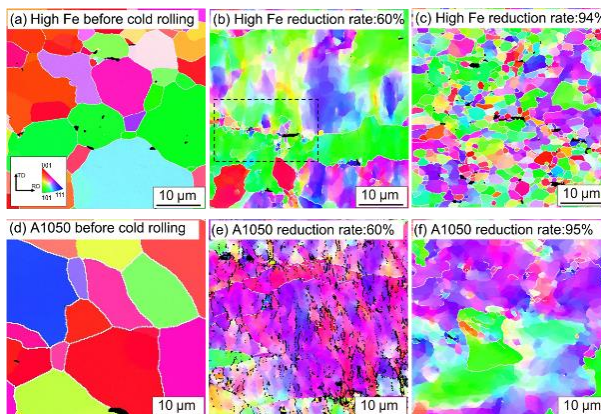 (a) High Fe before cold rolling
(b) High Fe reduction rate:60%
(c) High Fe reduction rate:94%
TD
RD
001
101
111
10 μm
10 μm
10 μm
(d) A1050 before cold rolling
(e) A1050 reduction rate:60%
(f) A1050 reduction rate:95%
10 μm
10 μm
10 μm